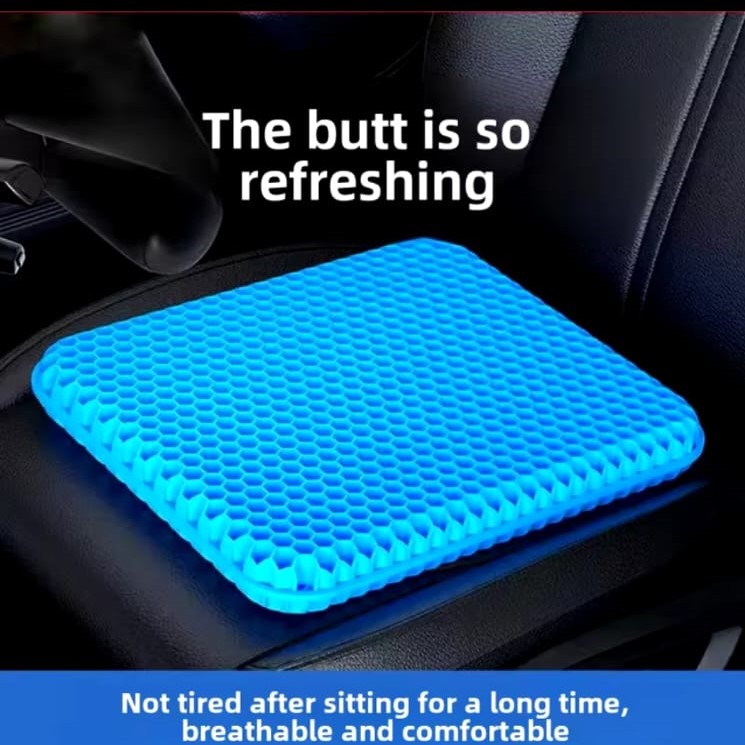 The butt is so
refreshing
Not tired after sitting for a long time,
breathable and comfortable